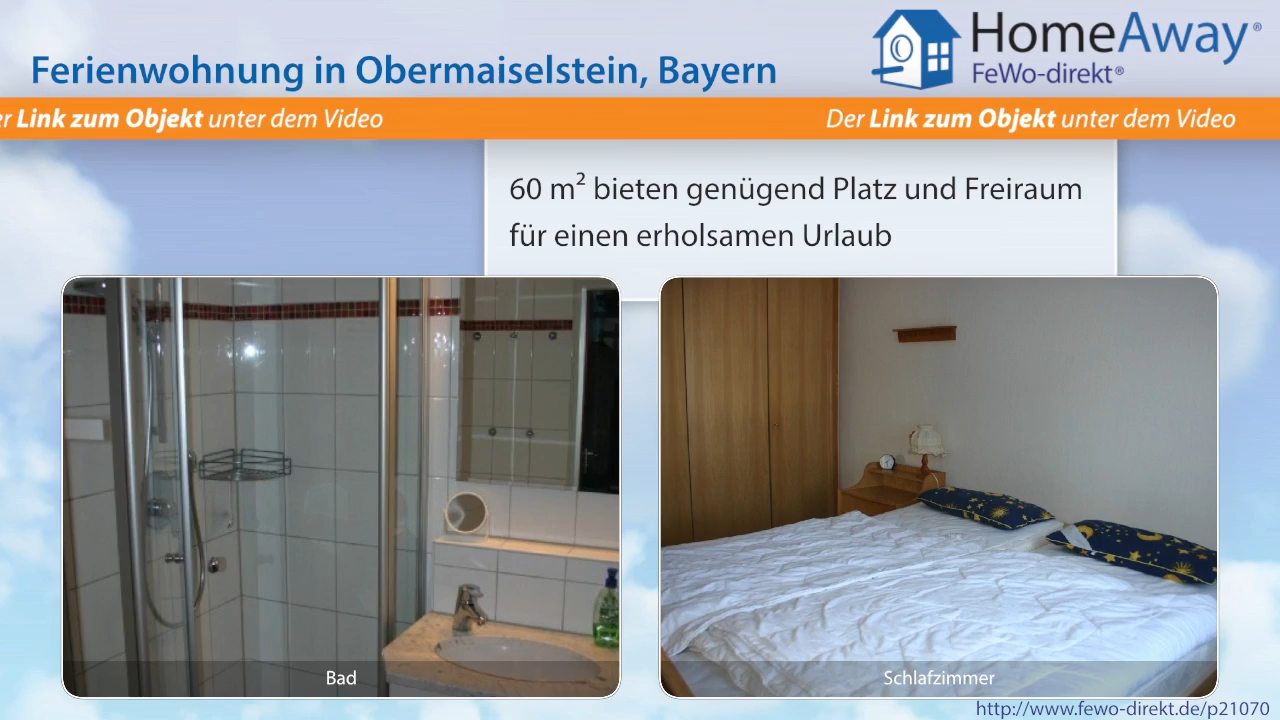 Ferienwohnung in Obermaiselstein, Bayern
HomeAway®
FeWo-direkt®
er Link zum Objekt unter dem Video
Der Link zum Objekt unter dem Video
60 m² bieten genügend Platz und Freiraum
für einen erholsamen Urlaub
Bad
Schlafzimmer
http://www.fewo-direkt.de/p21070